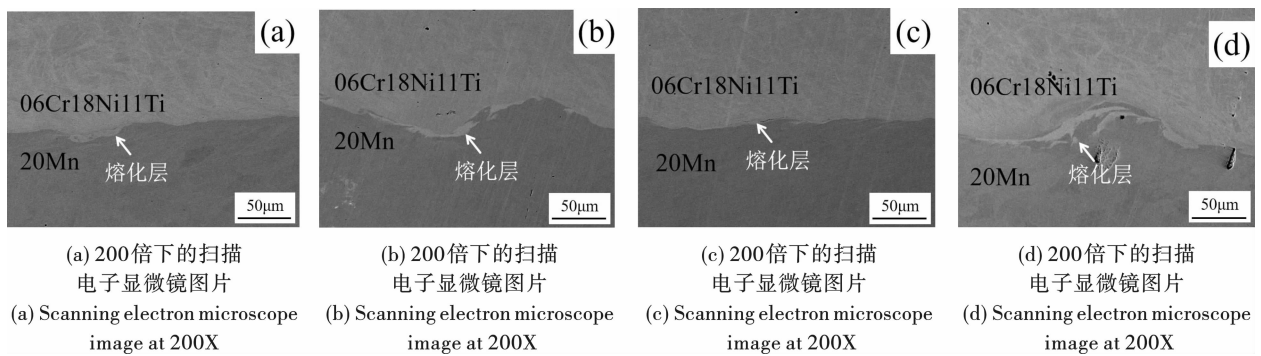 (a)
06Cr18Ni11Ti
20Mn
熔化层
50μm
(b)
06Cr18Ni11Ti
20Mn
熔化层
50μm
(c)
06Cr18Ni11Ti
20Mn
熔化层
50μm
(d)
06Cr18Ni11Ti
20Mn
熔化层
50μm
(a) 200倍下的扫描
电子显微镜图片
(a) Scanning electron microscope
image at 200X
(b) 200倍下的扫描
电子显微镜图片
(b) Scanning electron microscope
image at 200X
(c) 200倍下的扫描
电子显微镜图片
(c) Scanning electron microscope
image at 200X
(d) 200倍下的扫描
电子显微镜图片
(d) Scanning electron microscope
image at 200X